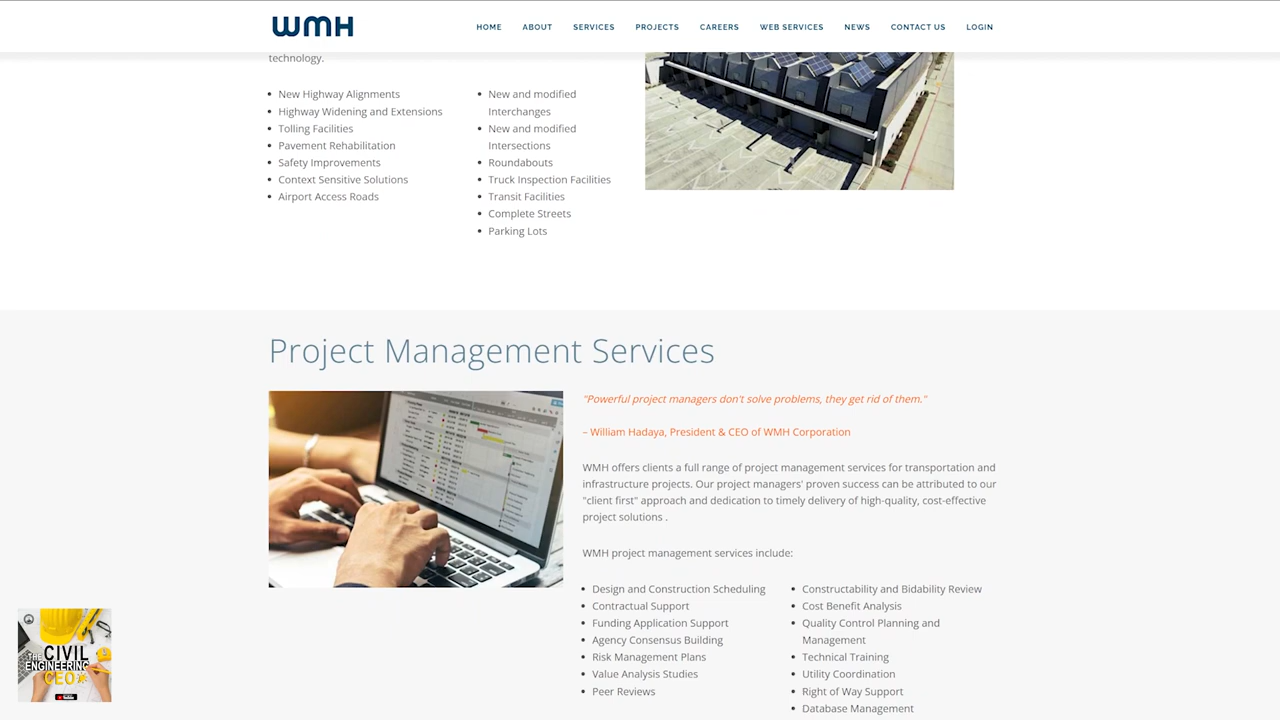 WMH
HOME
ABOUT
SERVICES
PROJECTS
CAREERS
WEB SERVICES
NEWS
CONTACT US
LOGIN
technology.
New Highway Alignments
Highway Widening and Extensions
Tolling Facilities
Pavement Rehabilitation
Safety Improvements
Context Sensitive Solutions
Airport Access Roads
New and modified
Interchanges
New and modified
Intersections
Roundabouts
Truck Inspection Facilities
Transit Facilities
Complete Streets
Parking Lots
Project Management Services
"Powerful project managers don't solve problems, they get rid of them."
– William Hadaya, President & CEO of WMH Corporation
WMH offers clients a full range of project management services for transportation and
infrastructure projects. Our project managers' proven success can be attributed to our
"client first" approach and dedication to timely delivery of high-quality, cost-effective
project solutions .
WMH project management services include:
Design and Construction Scheduling
Contractual Support
Funding Application Support
Agency Consensus Building
Risk Management Plans
Value Analysis Studies
Peer Reviews
Constructability and Bidability Review
Cost Benefit Analysis
Quality Control Planning and
Management
Technical Training
Utility Coordination
Right of Way Support
Database Management
THE CIVIL
ENGINEERING
CEO